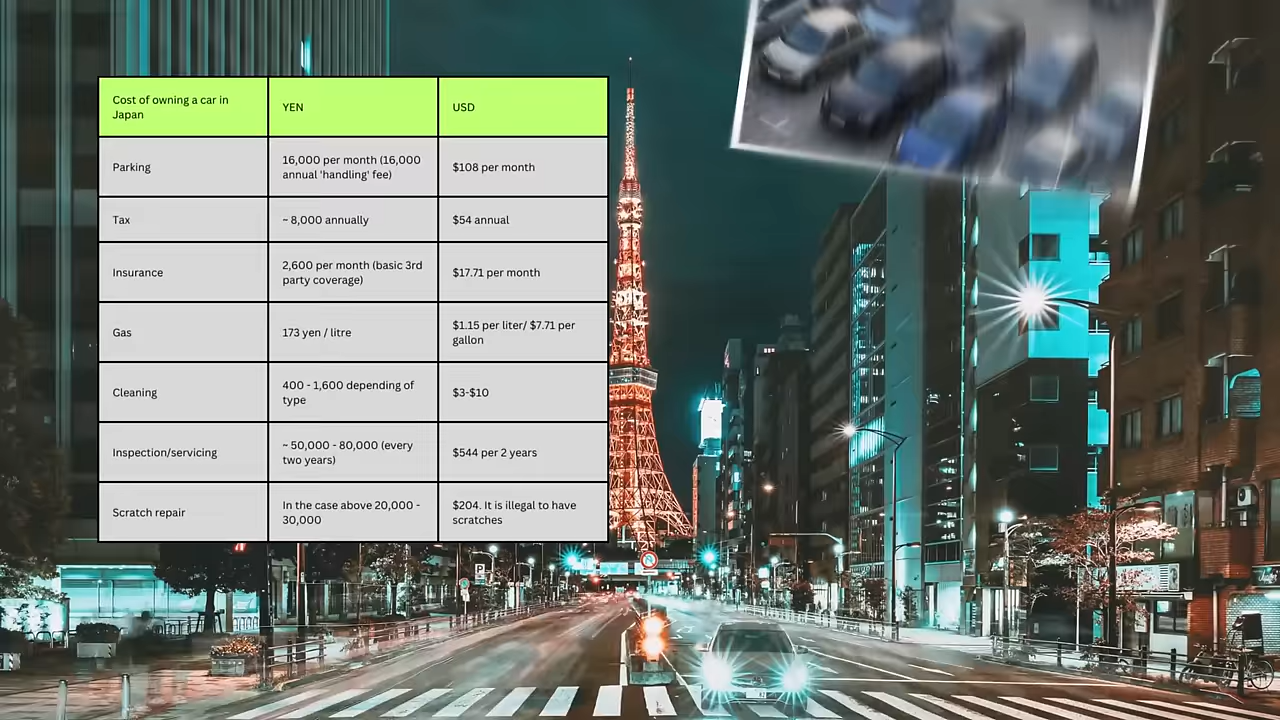 Cost of owning a car in
Japan
YEN
USD
Parking
16,000 per month (16,000
annual 'handling' fee)
$108 per month
Tax
~ 8,000 annually
$54 annual
Insurance
2,600 per month (basic 3rd
party coverage)
$17.71 per month
Gas
173 yen / litre
$1.15 per liter/ $7.71 per
gallon
Cleaning
400 - 1,600 depending of
type
$3-$10
Inspection/servicing
~ 50,000 - 80,000 (every
two years)
$544 per 2 years
Scratch repair
In the case above 20,000 -
30,000
$204. It is illegal to have
scratches
P